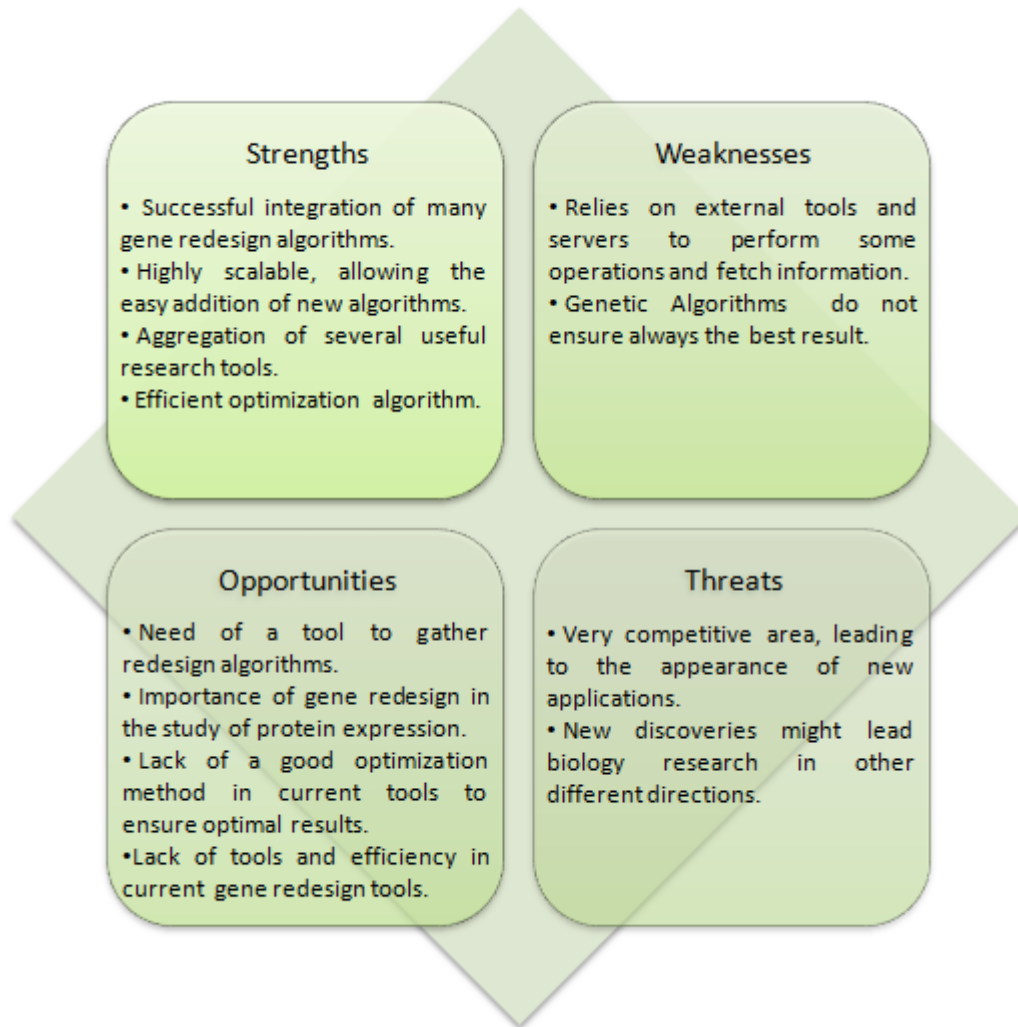 Strengths
• Successful integration of many
gene redesign algorithms.
• Highly scalable, allowing the
easy addition of new algorithms.
• Aggregation of several useful
research tools.
• Efficient optimization algorithm.
Weaknesses
• Relies on external tools and
servers to perform some
operations and fetch information.
• Genetic Algorithms do not
ensure always the best result.
Opportunities
• Need of a tool to gather
redesign algorithms.
• Importance of gene redesign in
the study of protein expression.
• Lack of a good optimization
method in current tools to
ensure optimal results.
•Lack of tools and efficiency in
current gene redesign tools.
Threats
• Very competitive area, leading
to the appearance of new
applications.
• New discoveries might lead
biology research in other
different directions.